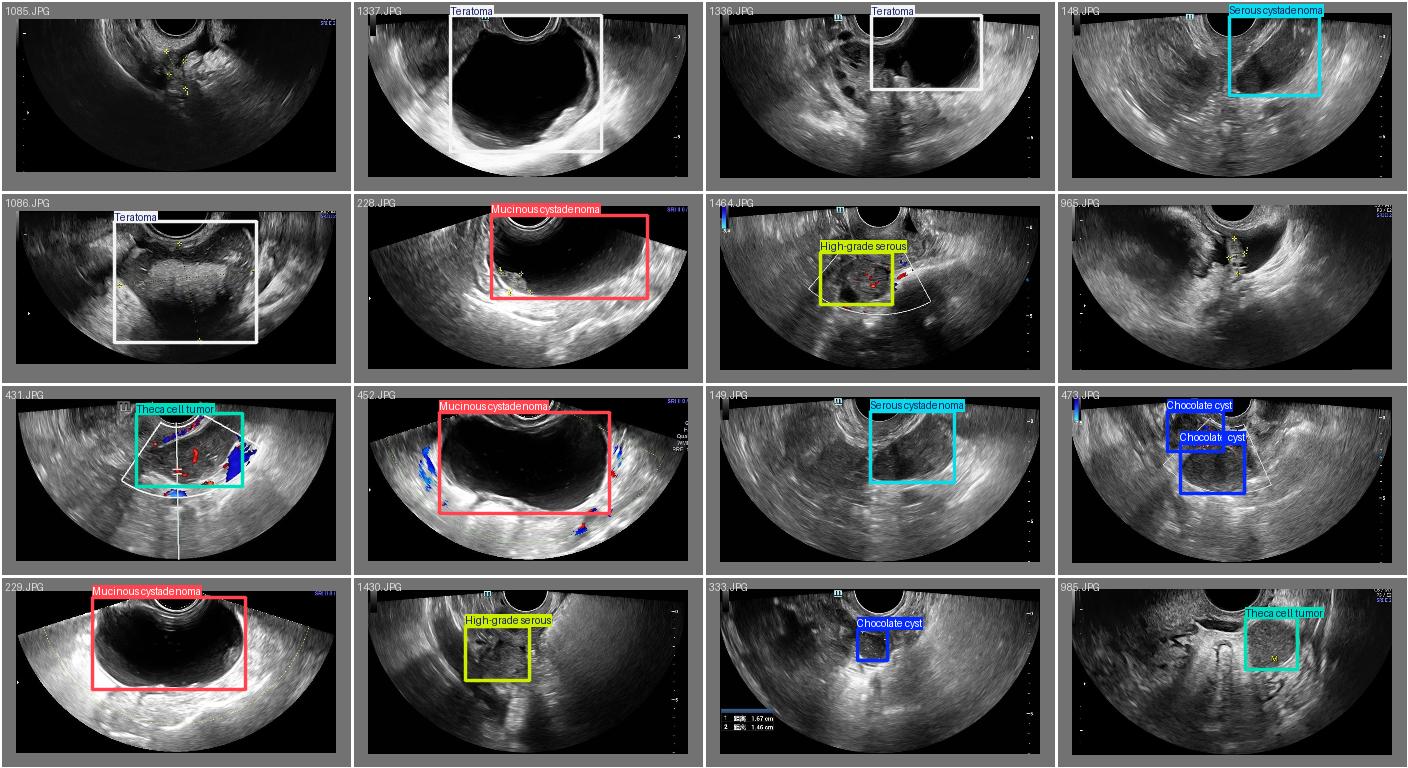 1085.JPG
1337.JPG
Teratoma
1336.JPG
Teratoma
148.JPG
Serous cystadenoma
1086.JPG
Teratoma
228.JPG
Mucinous cystadenoma
1464.JPG
High-grade serous
965.JPG
431.JPG
Theca cell tumor
452.JPG
Mucinous cystadenoma
149.JPG
Serous cystadenoma
473.JPG
Chocolate cyst
Chocolate cyst
229.JPG
Mucinous cystadenoma
1430.JPG
High-grade serous
333.JPG
Chocolate cyst
1
1.67 cm
2
1.46 cm
985.JPG
Theca cell tumor
M